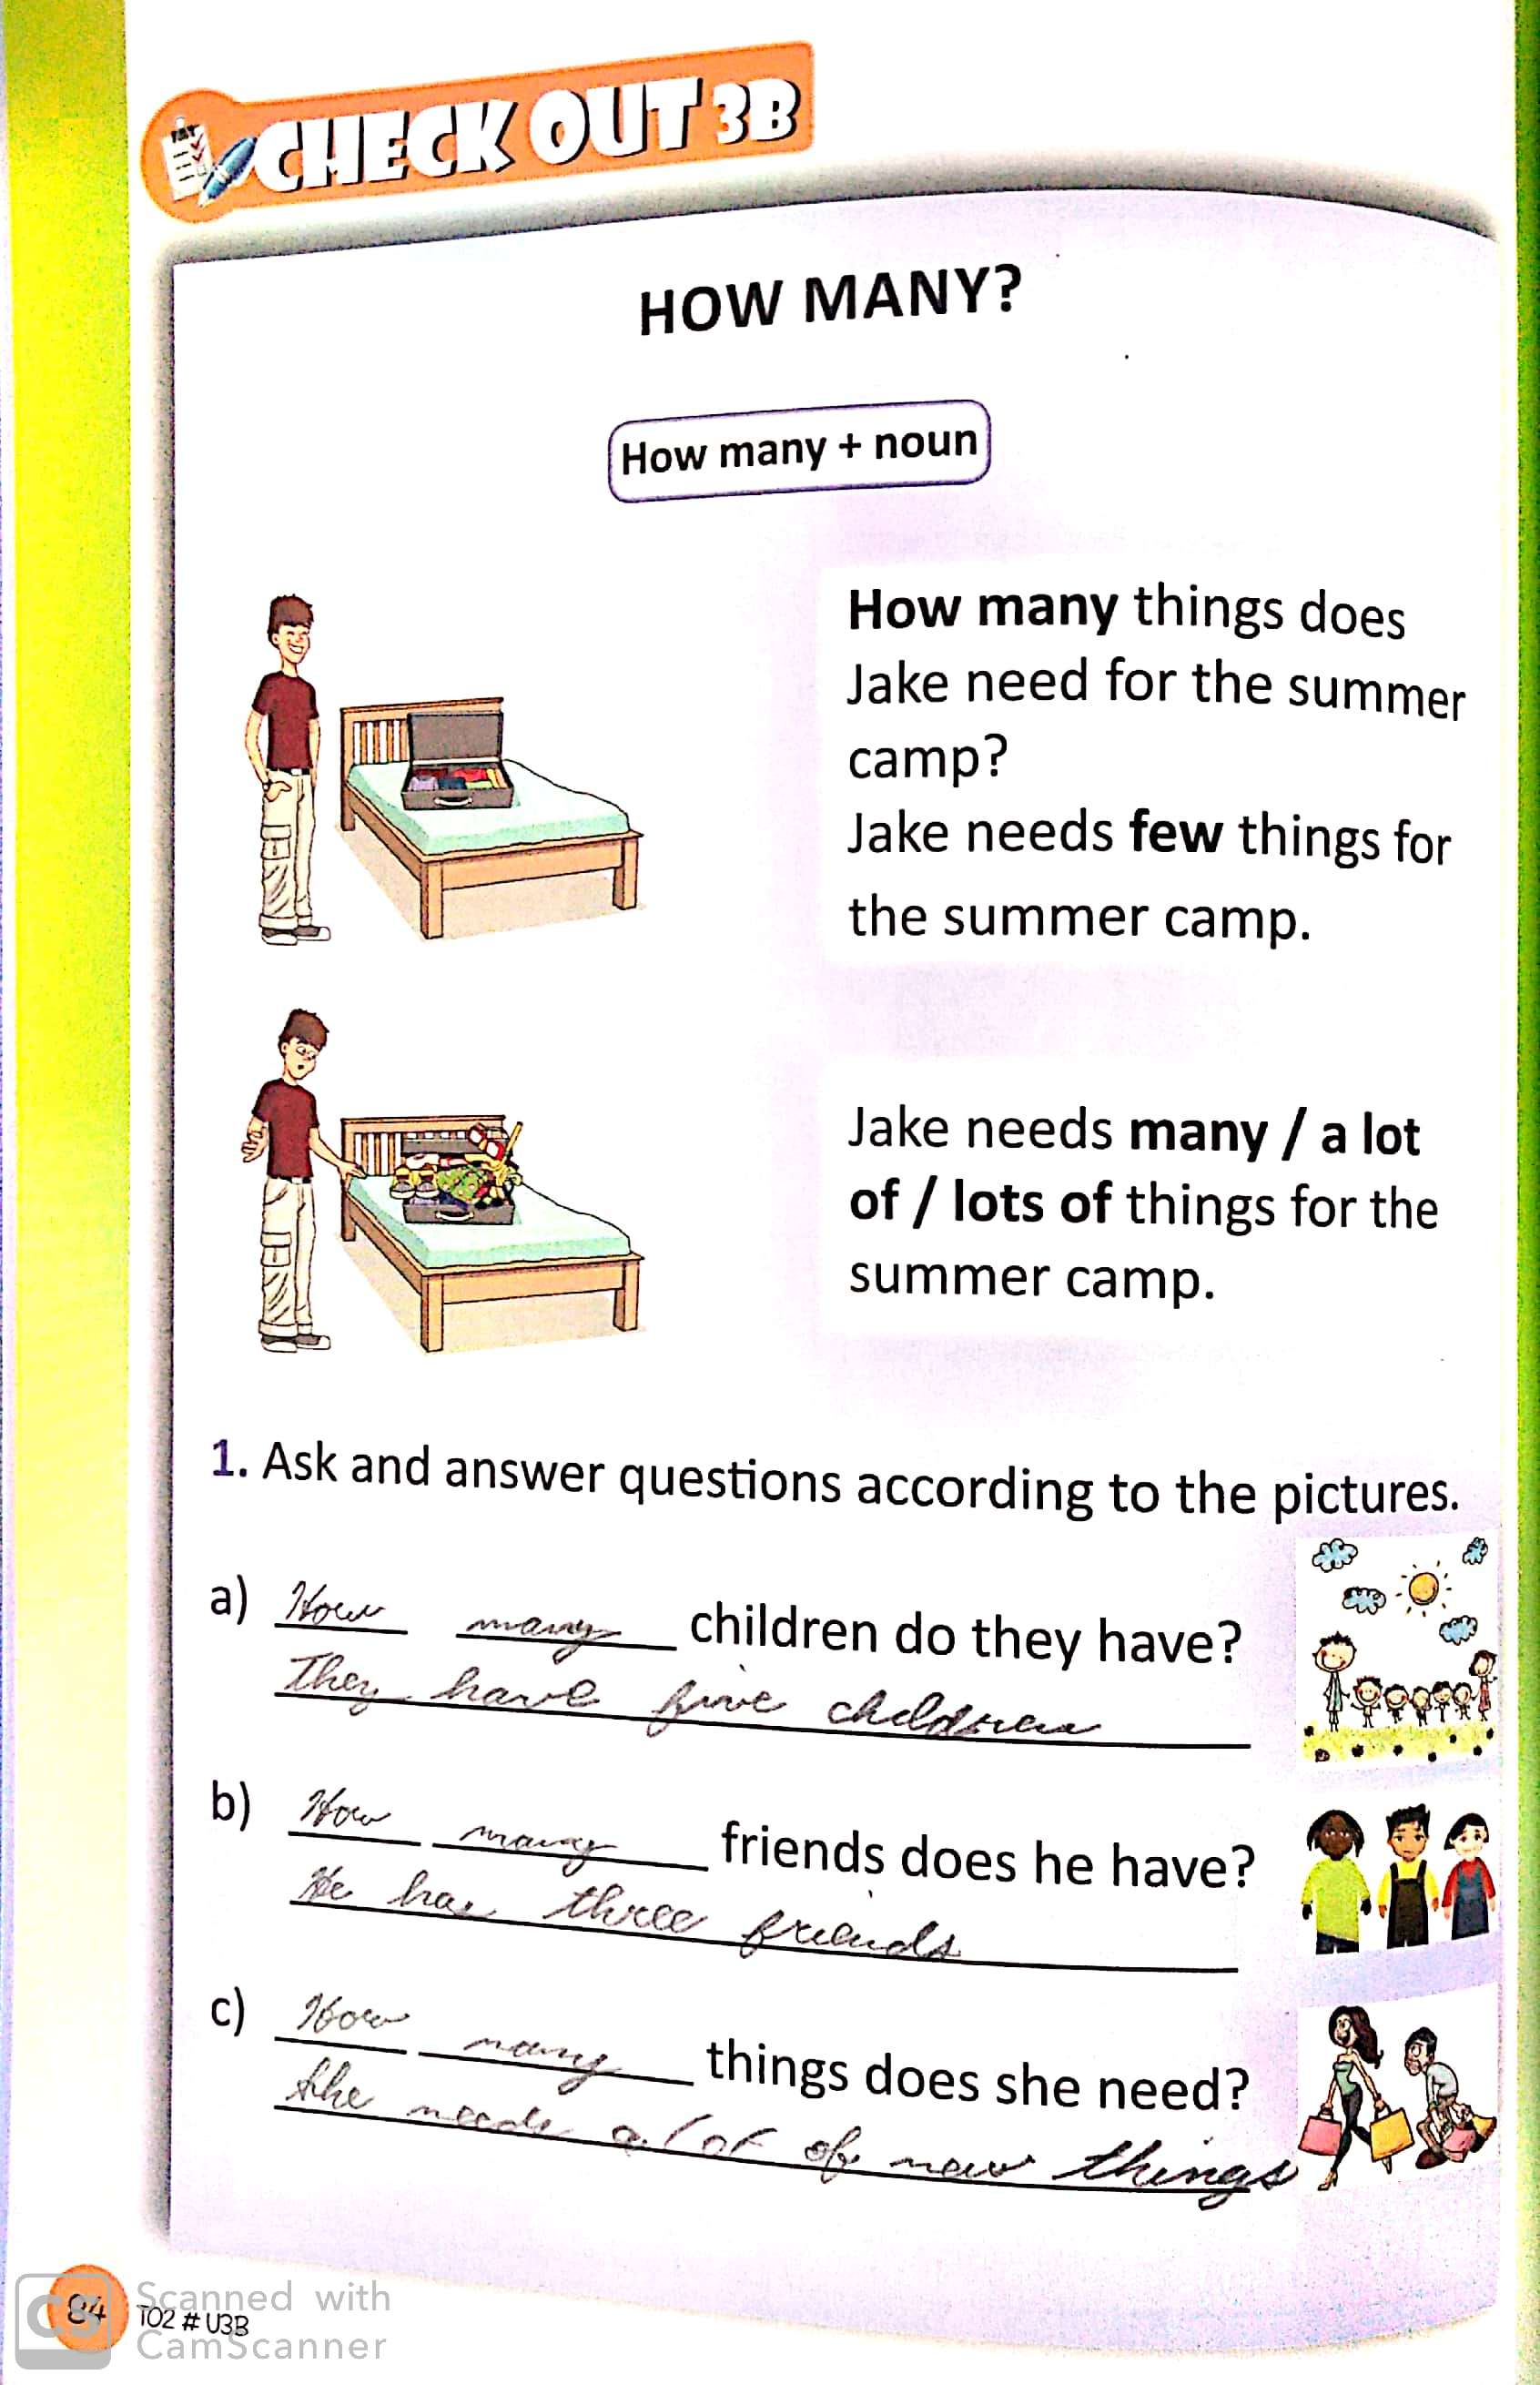 CHECK OUT 3B
HOW MANY?
How many + noun
How many things does
Jake need for the summer
camp?
Jake needs few things for
the summer camp.
Jake needs many / a lot
of / lots of things for the
summer camp.
1. Ask and answer questions according to the pictures.
a) How many children do they have?
They have five children
b) How many friends does he have?
He has three friends
c) How many things does she need?
She needs a lot of new things
84 TO2 # U3B
CS Scanned with
CamScanner